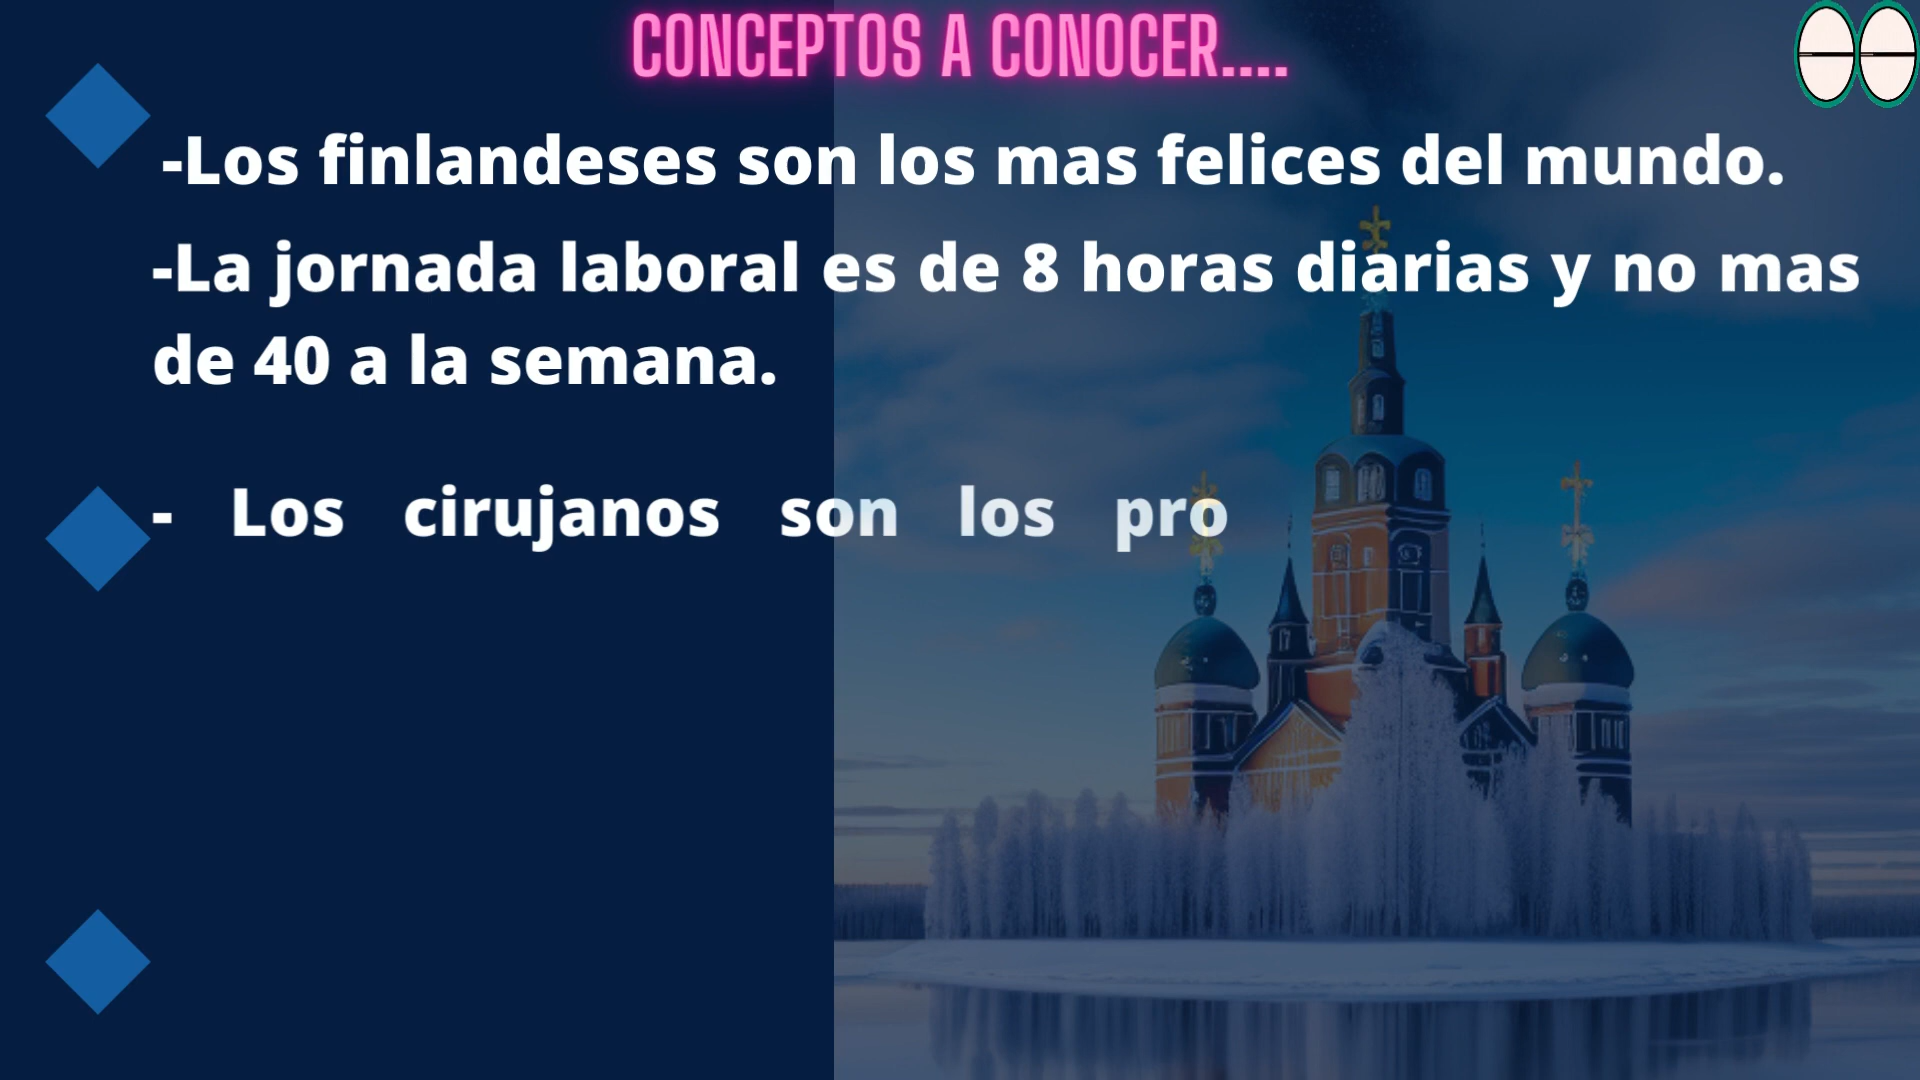 CONCEPTOS A CONOCER....
-Los finlandeses son los mas felices del mundo.
-La jornada laboral es de 8 horas diarias y no mas
de 40 a la semana.
- Los cirujanos son los pro